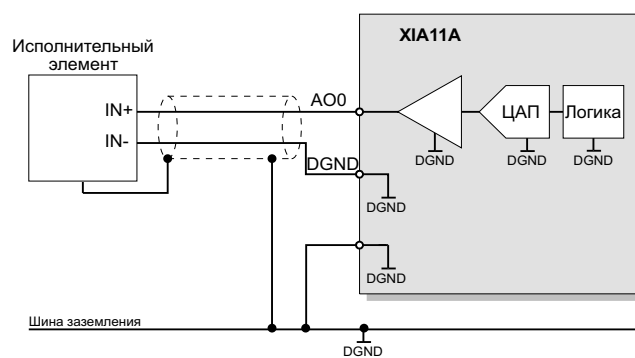 Исполнительный
элемент
XIA11A
IN+
AO0
ЦАП
Логика
IN-
DGND
DGND
DGND
DGND
DGND
DGND
Шина заземления
DGND